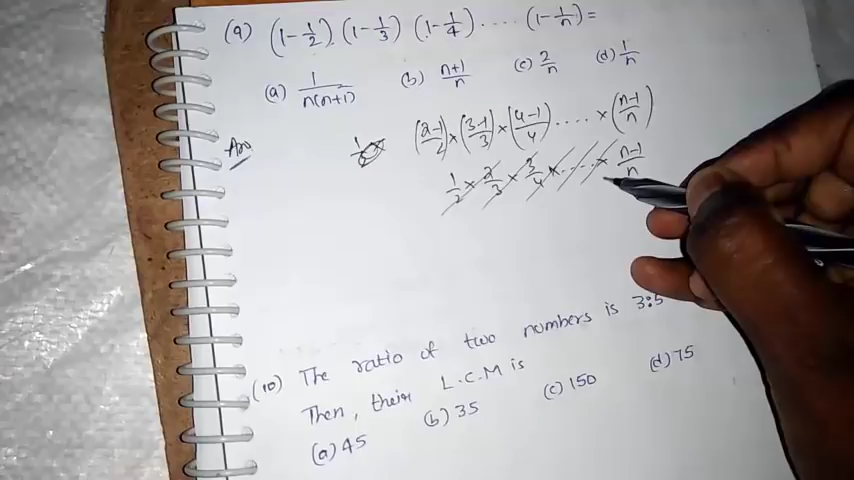 (9) (1-1/2).(1-1/3)(1-1/4)....(1-1/n)=
(a) 1/n(n+1) (b) n+1/n (c) 2/n (d) 1/n
Ans (2-1/2)×(3-1/3)×(4-1/4)....×(n-1/n)
1/2×2/3×3/4×....×n-1/n
(10) The ratio of two numbers is 3:5
Then, their L.C.M is
(a) 45 (b) 35 (c) 150 (d) 75